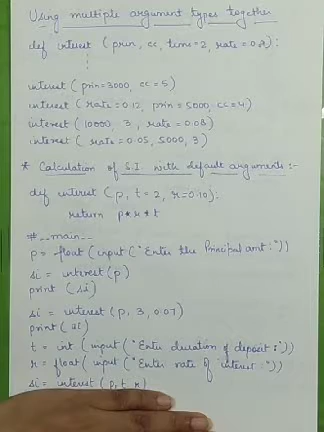 Using multiple argument types together
def interest (prin, cc, time=2, rate=0.2):
interest (prin=3000, cc=5)
interest (rate=0.12, prin=5000, cc=4)
interest (10000, 3, rate=0.08)
interest (rate=0.05, 5000, 3)
* Calculation of S.I. with default arguments :-
def interest (p, t=2, r=0.10):
return p*r*t
# __main__
p = float (input ("Enter the Principal amt :"))
si = interest (p)
print (si)
si = interest (p, 3, 0.07)
print (si)
t = int (input ("Enter duration of deposit :"))
r = float (input ("Enter rate of interest :"))
si = interest (p, t, r)